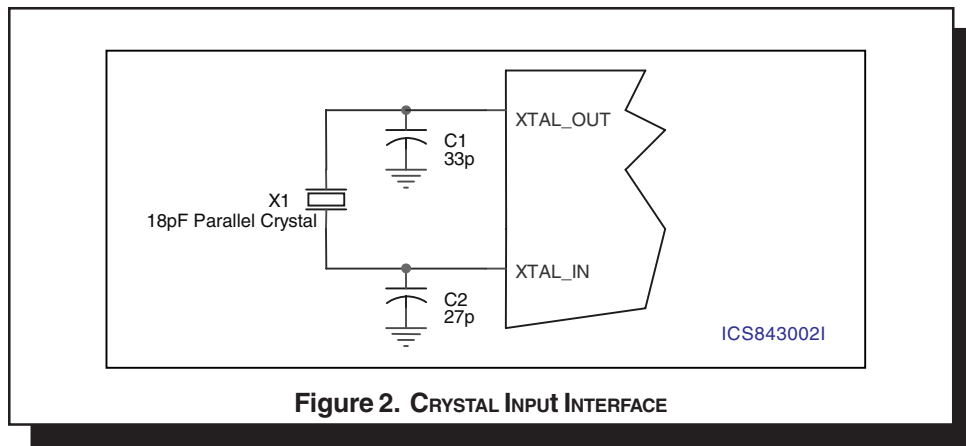 XTAL_OUT
C1
33p
X1
18pF Parallel Crystal
XTAL_IN
C2
27p
ICS843002I
Figure 2. CRYSTAL INPUt INTERFACE